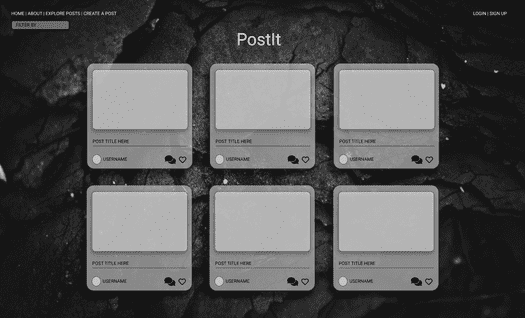 HOME | ABOUT | EXPLORE POSTS | CREATE A POST
LOGIN | SIGN UP
FILTER BY
PostIt
POST TITLE HERE
USERNAME
POST TITLE HERE
USERNAME
POST TITLE HERE
USERNAME
POST TITLE HERE
USERNAME
POST TITLE HERE
USERNAME
POST TITLE HERE
USERNAME